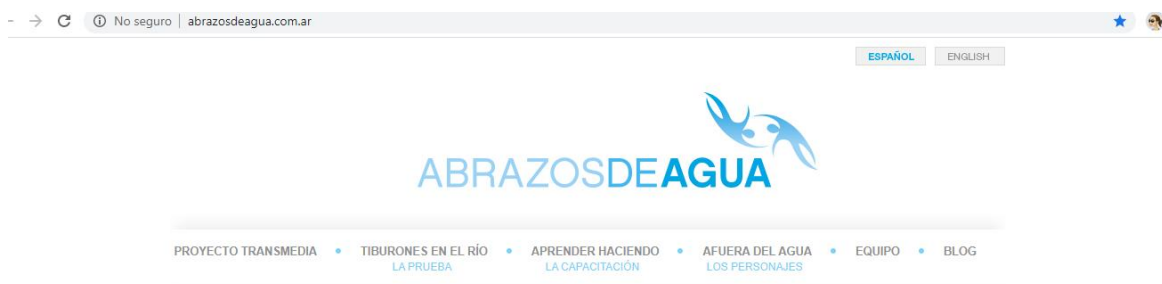 No seguro | abrazosdeagua.com.ar
ESPAÑOL ENGLISH
ABRAZOSDEAGUA
PROYECTO TRANSMEDIA • TIBURONES EN EL RÍO • APRENDER HACIENDO • AFUERA DEL AGUA • EQUIPO • BLOG
LA PRUEBA LA CAPACITACIÓN LOS PERSONAJES